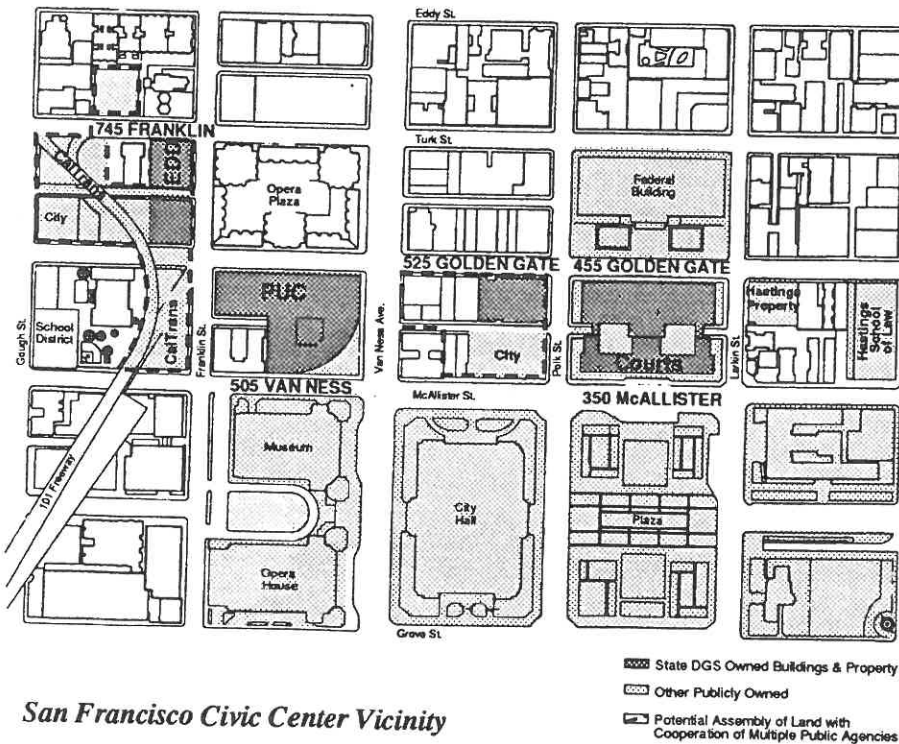 Eddy St.
745 FRANKLIN
Turk St.
CALTRANS
EDD
Opera
Plaza
Federal
Building
City
525 GOLDEN GATE
455 GOLDEN GATE
PUC
Hastings
Property
Hastings
School
of Law
Gough St.
School
District
CalTrans
Franklin St.
Van Ness Ave.
City
Polk St.
Courts
Larkin St.
505 VAN NESS
McAllister St.
350 McALLISTER
101 Freeway
Museum
City
Hall
Plaza
Opera
House
Grove St.
State DGS Owned Buildings & Property
Other Publicly Owned
Potential Assembly of Land with
Cooperation of Multiple Public Agencies
San Francisco Civic Center Vicinity